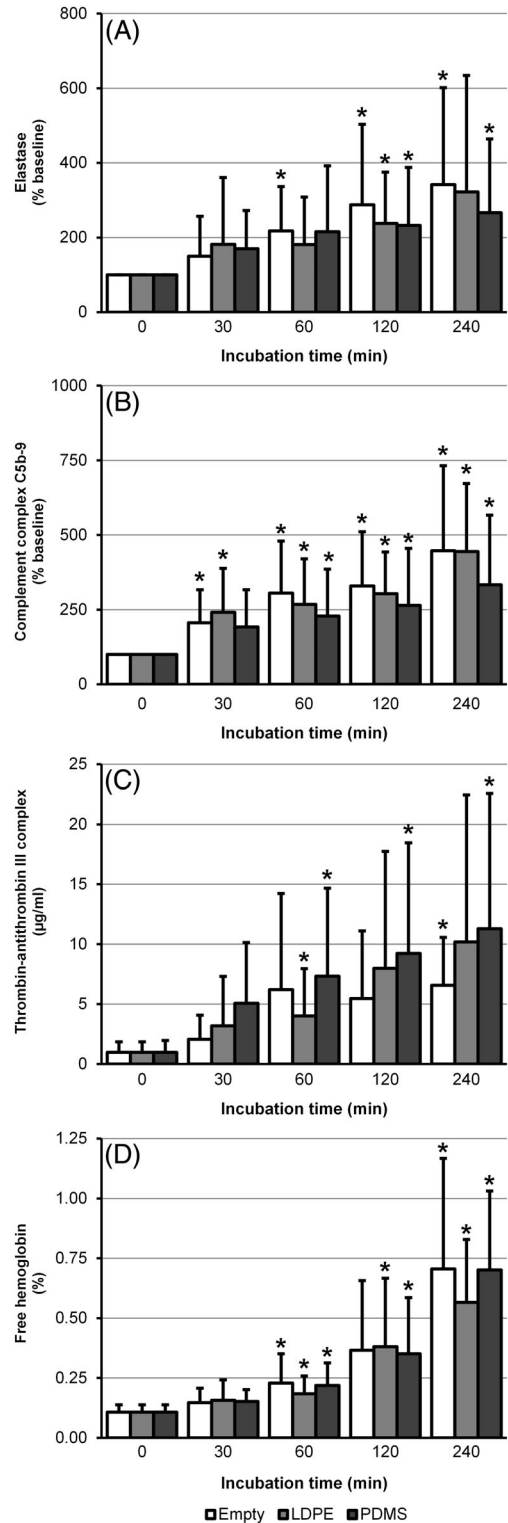 (A)
Elastase
(% baseline)
800
600
400
200
0
* * * * * *
0 30 60 120 240
Incubation time (min)
(B)
Complement complex C5b-9
(% baseline)
1000
750
500
250
0
* * * * * * * * * * *
0 30 60 120 240
Incubation time (min)
(C)
Thrombin-antithrombin III complex
(µg/ml)
25
20
15
10
5
0
* * * * *
0 30 60 120 240
Incubation time (min)
(D)
Free hemoglobin
(%)
1.25
1.00
0.75
0.50
0.25
0.00
* * * * * * * *
0 30 60 120 240
Incubation time (min)
Empty LDPE PDMS